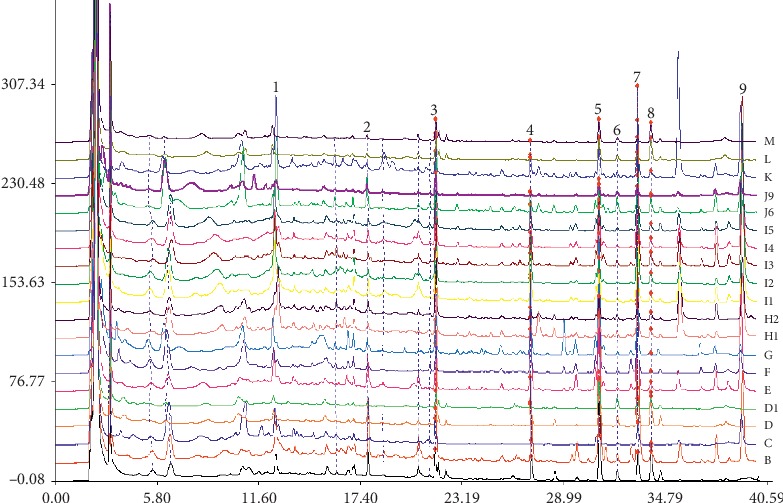 307.34
230.48
153.63
76.77
−0.08
0.00 5.80 11.60 17.40 23.19 28.99 34.79 40.59
1 2 3 4 5 6 7 8 9
M
L
K
J9
J6
I5
I4
I3
I2
I1
H2
H1
G
F
E
D1
D
C
B